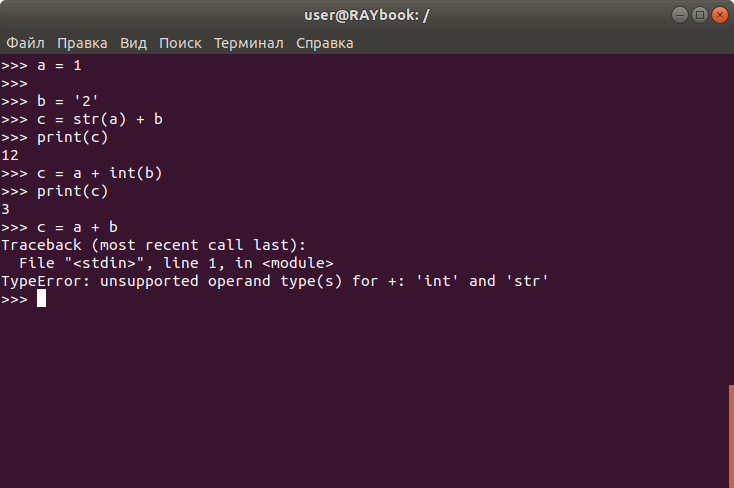 user@RAYbook: /
Файл Правка Вид Поиск Терминал Справка
>>> a = 1
>>>
>>> b = '2'
>>> c = str(a) + b
>>> print(c)
12
>>> c = a + int(b)
>>> print(c)
3
>>> c = a + b
Traceback (most recent call last):
  File "<stdin>", line 1, in <module>
TypeError: unsupported operand type(s) for +: 'int' and 'str'
>>>